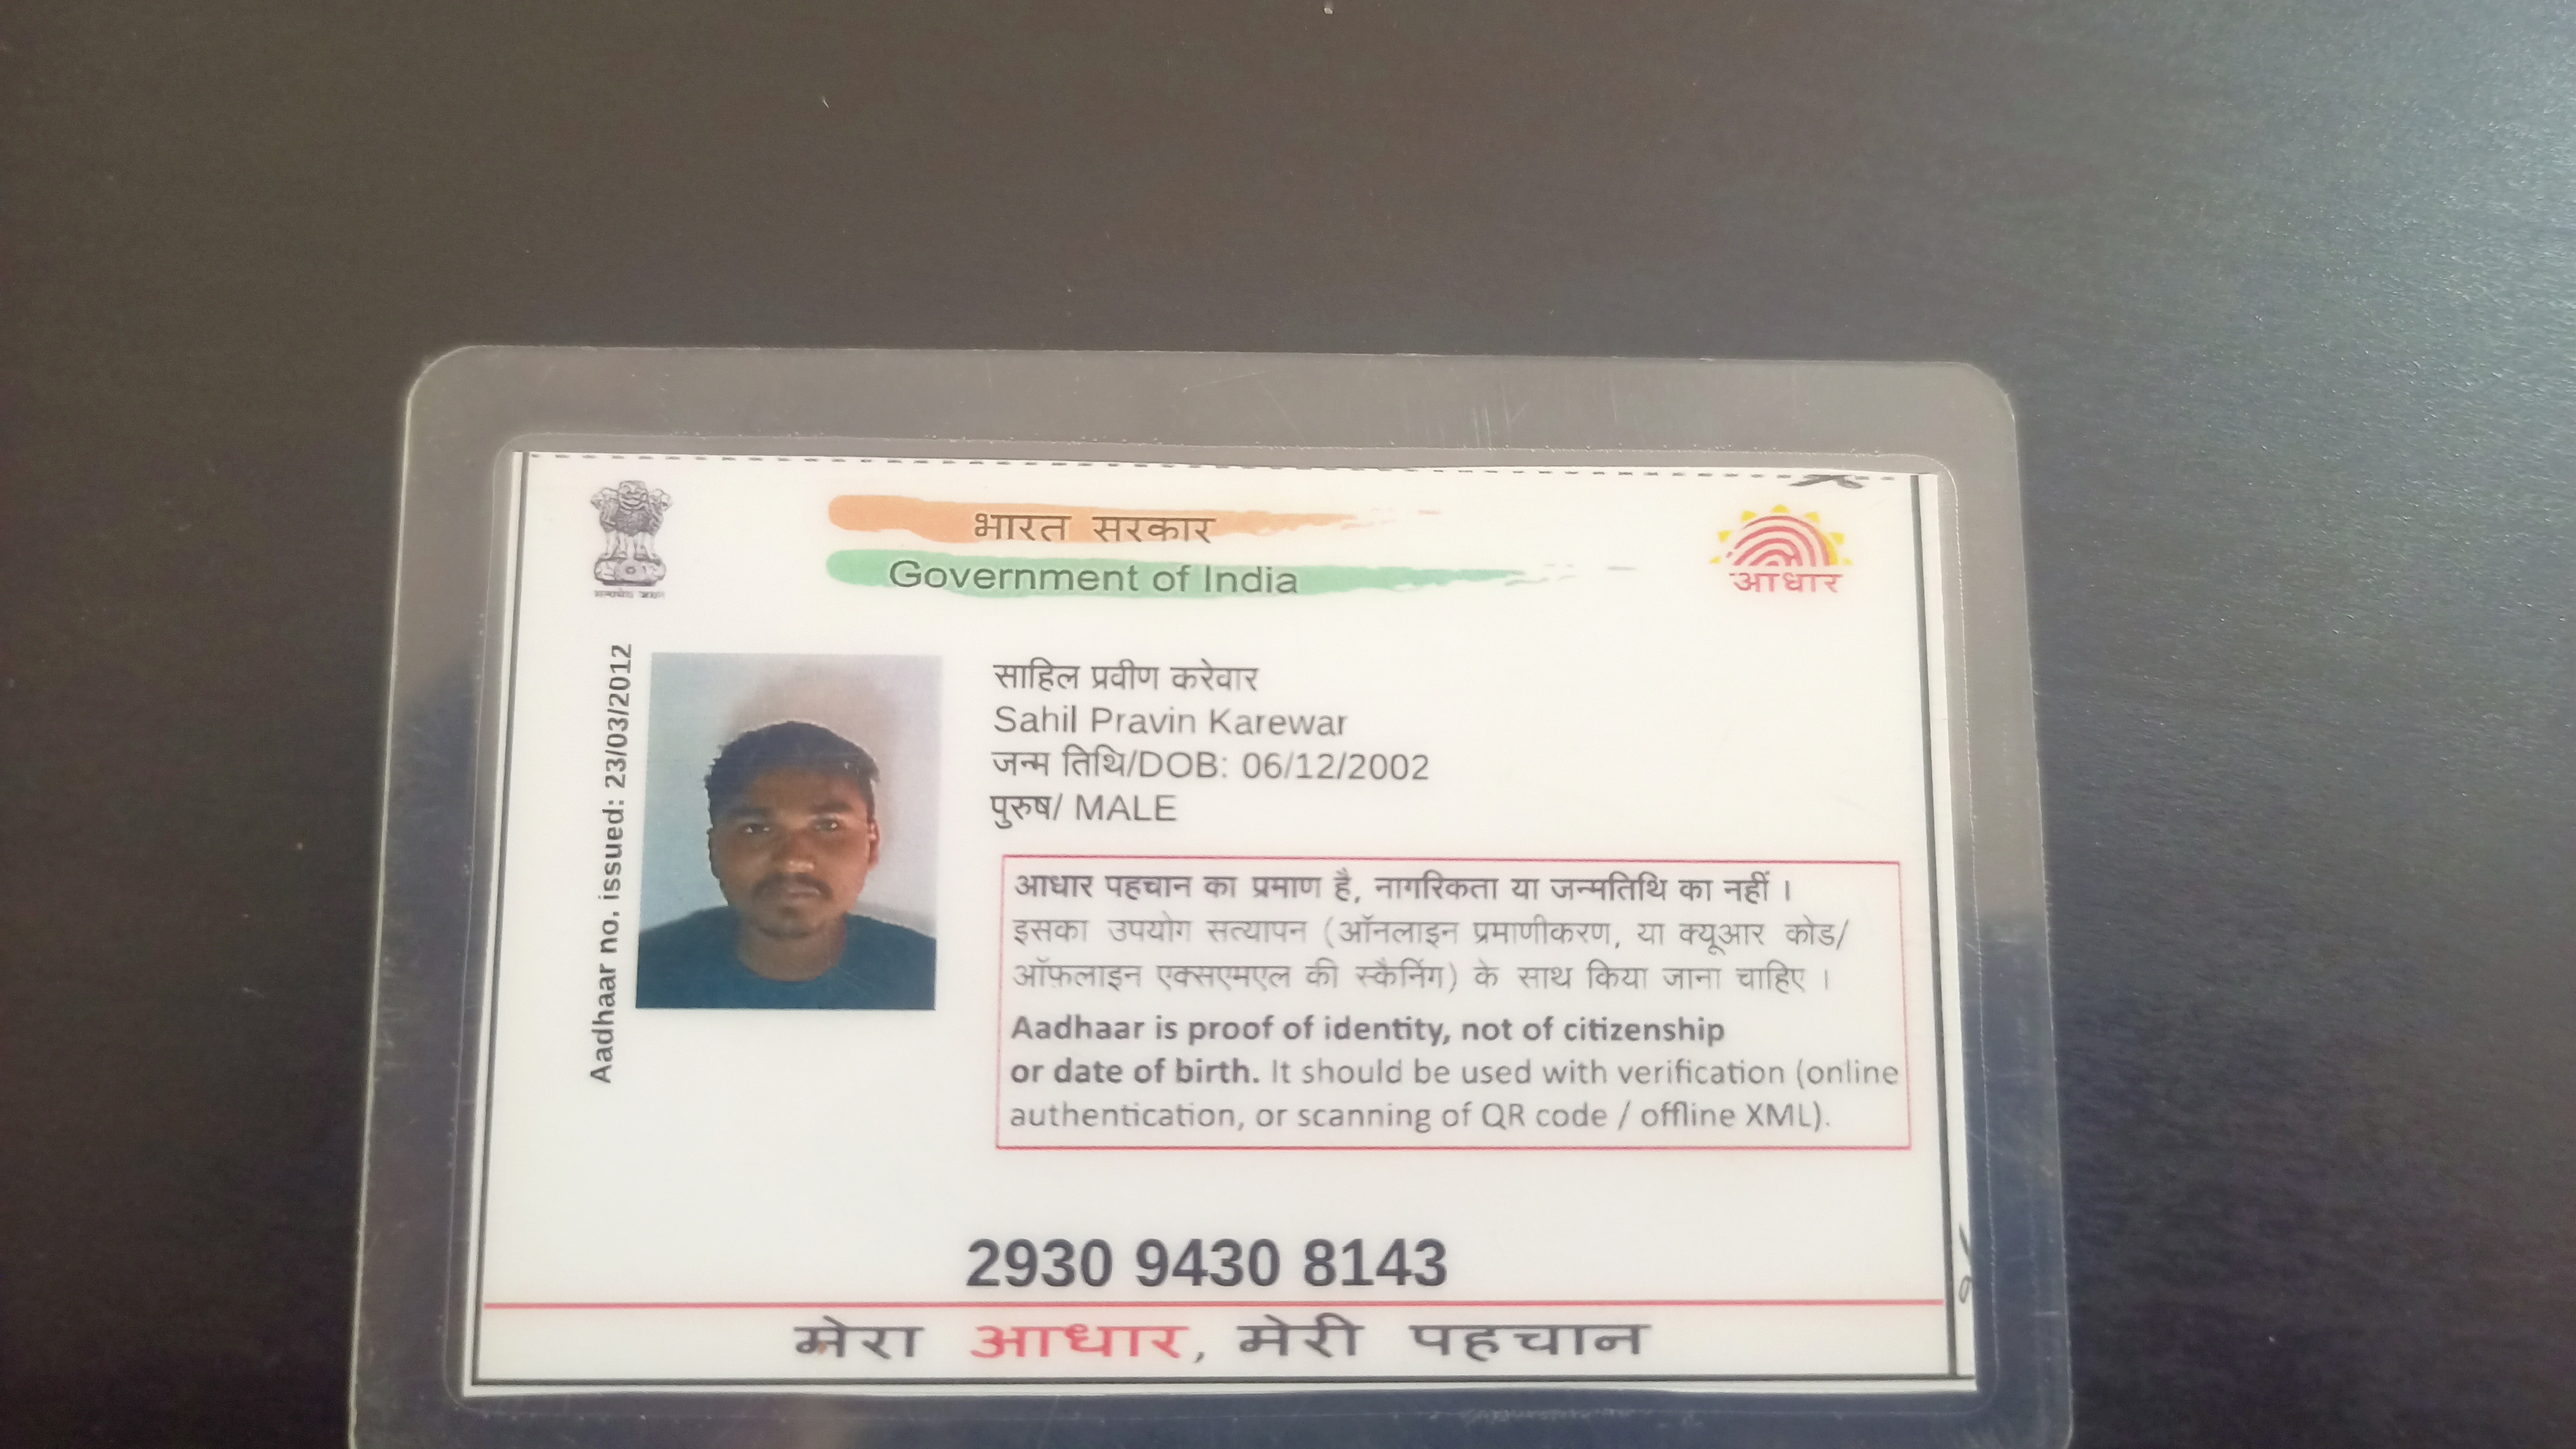 भारत सरकार
Government of India
आधार
Aadhaar no. issued: 23/03/2012
साहिल प्रवीण करेवार
Sahil Pravin Karewar
जन्म तिथि/DOB: 06/12/2002
पुरुष/ MALE
आधार पहचान का प्रमाण है, नागरिकता या जन्मतिथि का नहीं ।
इसका उपयोग सत्यापन (ऑनलाइन प्रमाणीकरण, या क्यूआर कोड/
ऑफ़लाइन एक्सएमएल की स्कैनिंग) के साथ किया जाना चाहिए ।
Aadhaar is proof of identity, not of citizenship
or date of birth. It should be used with verification (online
authentication, or scanning of QR code / offline XML).
2930 9430 8143
मेरा आधार, मेरी पहचान